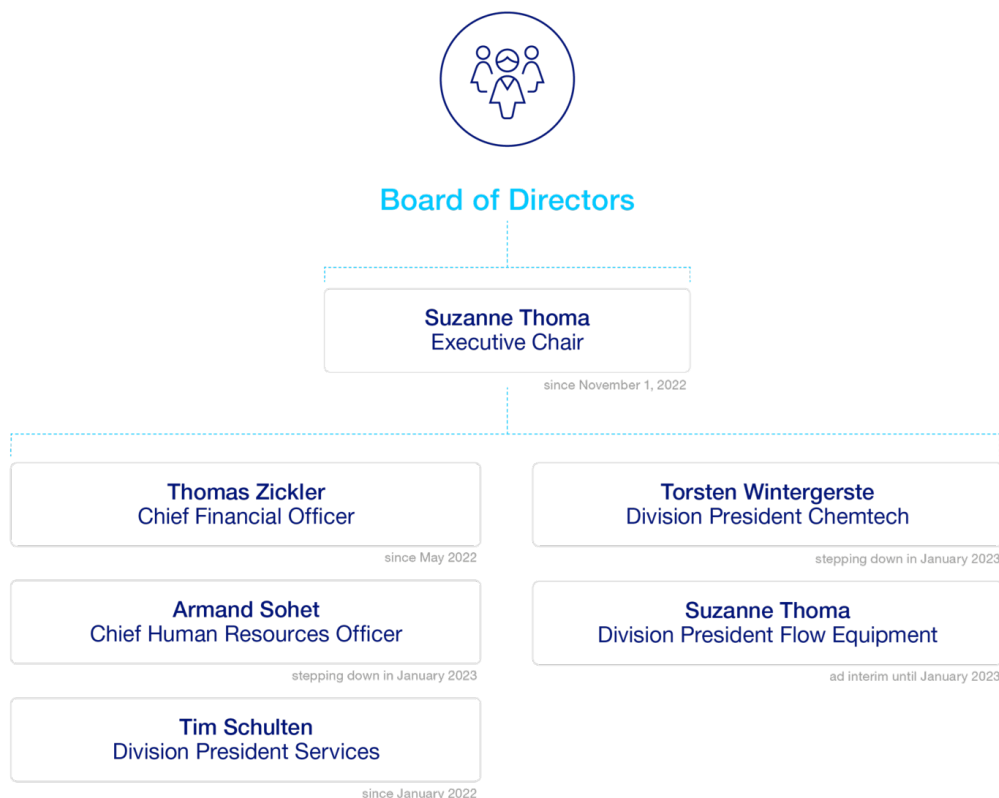 Board of Directors
Suzanne Thoma
Executive Chair
since November 1, 2022
Thomas Zickler
Chief Financial Officer
since May 2022
Armand Sohet
Chief Human Resources Officer
stepping down in January 2023
Tim Schulten
Division President Services
since January 2022
Torsten Wintergerste
Division President Chemtech
stepping down in January 2023
Suzanne Thoma
Division President Flow Equipment
ad interim until January 2023